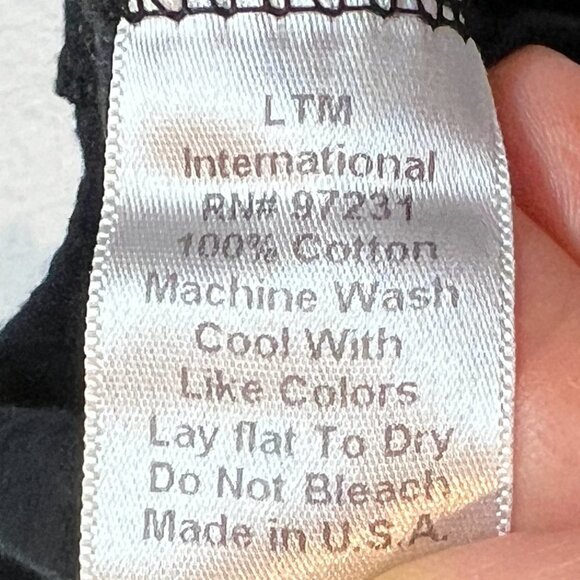 LTM
International
RN# 97231
100% Cotton
Machine Wash
Cool With
Like Colors
Lay flat To Dry
Do Not Bleach
Made in U.S.A.